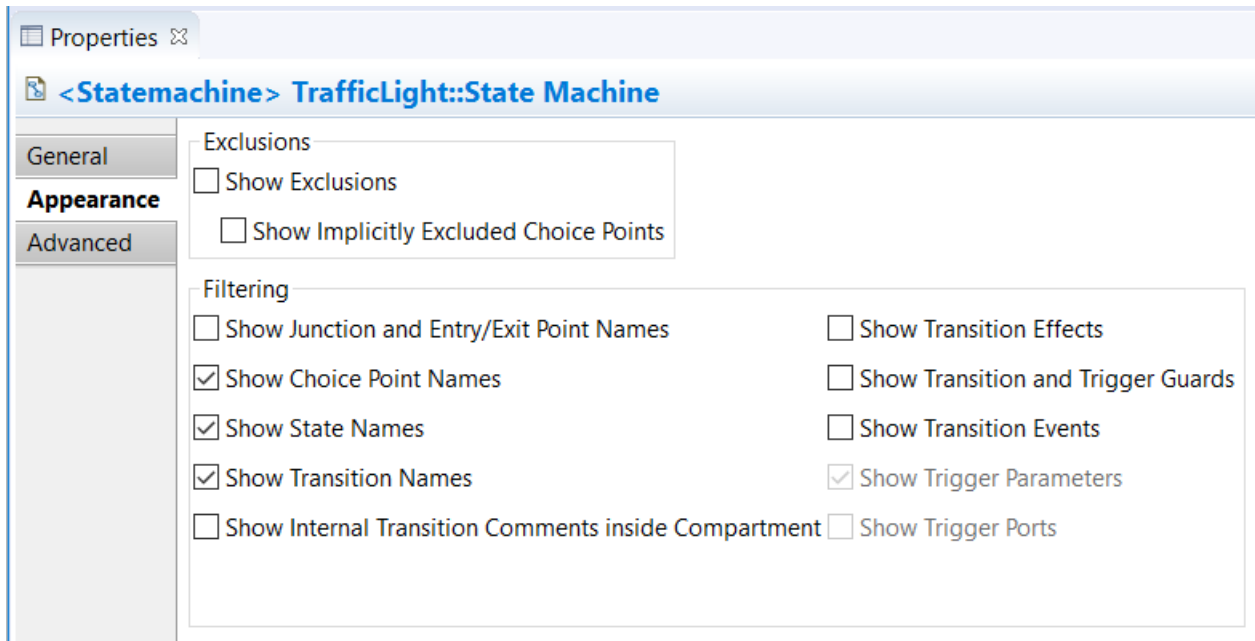 Properties
<Statemachine> TrafficLight::State Machine
General
Appearance
Advanced
Exclusions
Show Exclusions
Show Implicitly Excluded Choice Points
Filtering
Show Junction and Entry/Exit Point Names
Show Choice Point Names
Show State Names
Show Transition Names
Show Internal Transition Comments inside Compartment
Show Transition Effects
Show Transition and Trigger Guards
Show Transition Events
Show Trigger Parameters
Show Trigger Ports